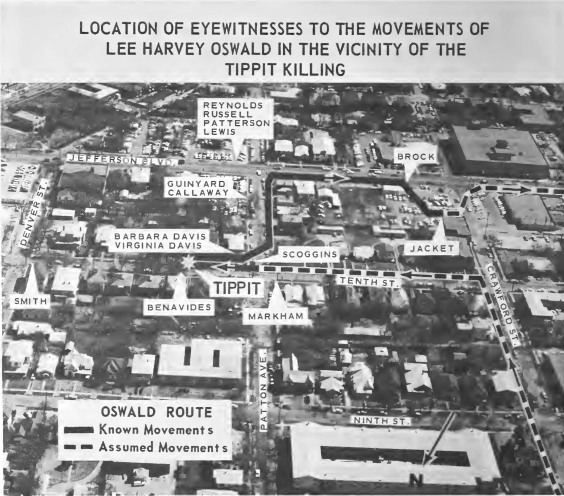 LOCATION OF EYEWITNESSES TO THE MOVEMENTS OF
LEE HARVEY OSWALD IN THE VICINITY OF THE
TIPPIT KILLING
REYNOLDS
RUSSELL
PATTERSON
LEWIS
JEFFERSON BLVD.
BROCK
GUINYARD
CALLAWAY
DENVER ST.
BARBARA DAVIS
VIRGINIA DAVIS
SCOGGINS
JACKET
TIPPIT
TENTH ST.
SMITH
BENAVIDES
MARKHAM
CRAWFORD ST.
PATTON AVE.
OSWALD ROUTE
Known Movements
Assumed Movements
NINTH ST.
N